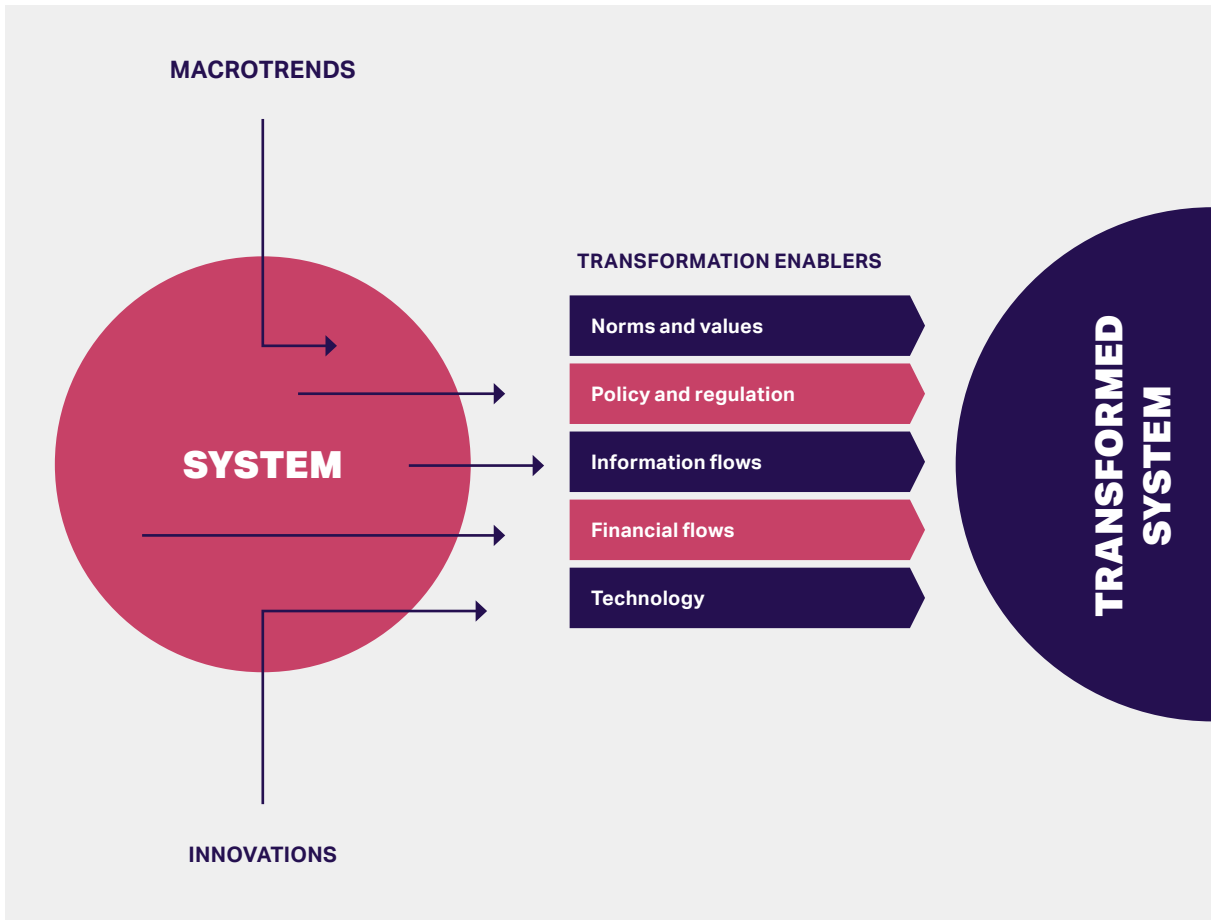 MACROTRENDS
SYSTEM
TRANSFORMATION ENABLERS
Norms and values
Policy and regulation
Information flows
Financial flows
Technology
TRANSFORMED
SYSTEM
INNOVATIONS